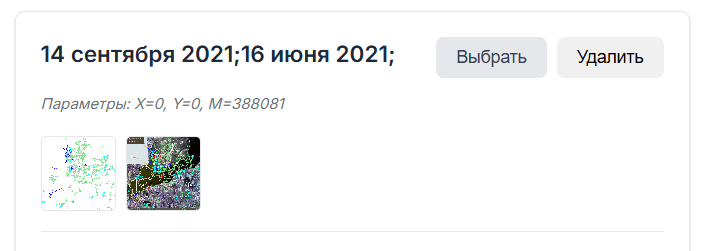 14 сентября 2021;16 июня 2021;
Выбрать
Удалить
Параметры: X=0, Y=0, M=388081